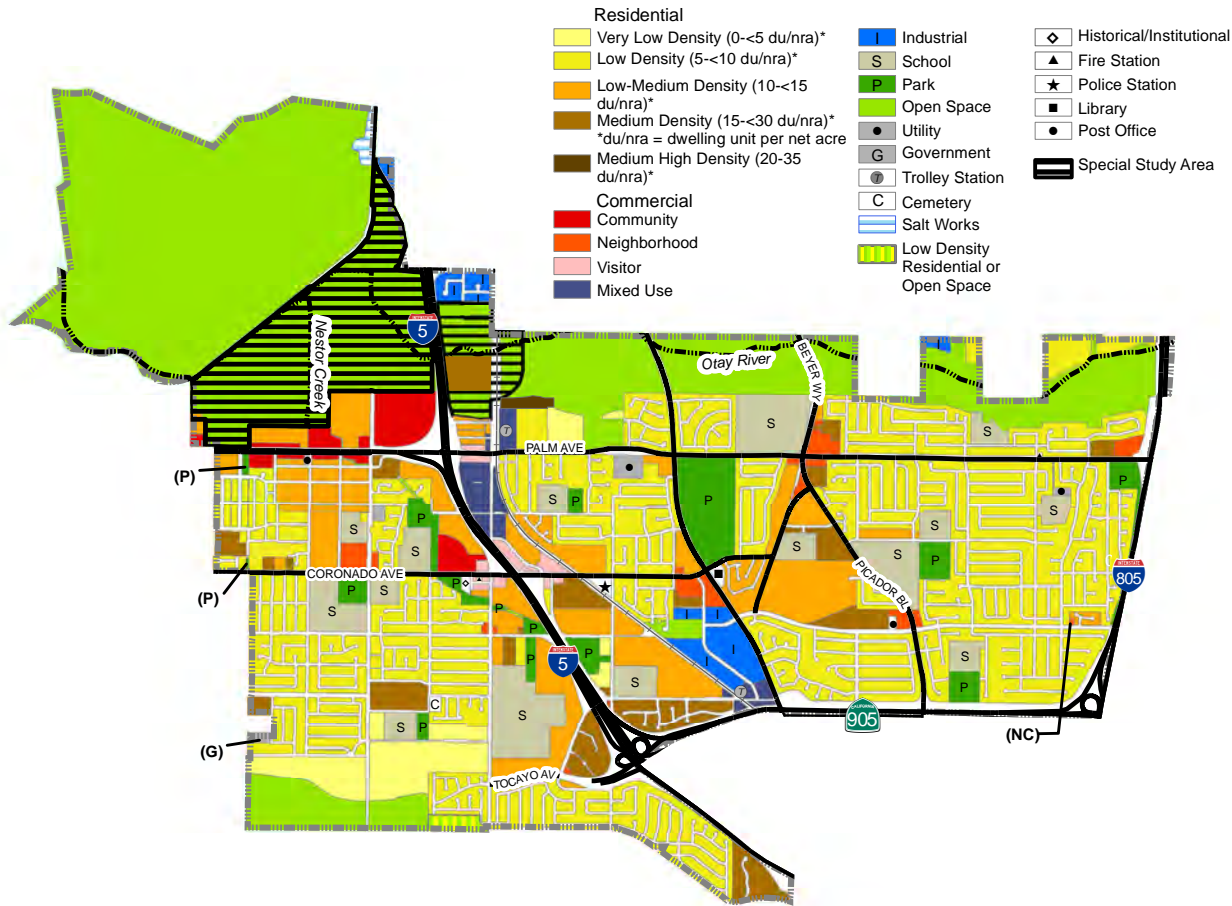 Residential
Very Low Density (0-<5 du/nra)*
Low Density (5-<10 du/nra)*
Low-Medium Density (10-<15
du/nra)*
Medium Density (15-<30 du/nra)*
*du/nra = dwelling unit per net acre
Medium High Density (20-35
du/nra)*
Commercial
Community
Neighborhood
Visitor
Mixed Use
I Industrial
S School
P Park
Open Space
Utility
G Government
T Trolley Station
C Cemetery
Salt Works
Low Density
Residential or
Open Space
Historical/Institutional
Fire Station
Police Station
Library
Post Office
Special Study Area
I
I
I
I
I
INTERSTATE
5
Nestor Creek
Otay River
BEYER WY
T
S
S
PALM AVE
(P)
S
P
P
P
P
S
S
S
S
S
P
S
P
CORONADO AVE
P
PICADOR BL
INTERSTATE
805
(P)
P
S
S
P
P
I
I
I
I
INTERSTATE
5
P
P
S
S
P
T
C
S
P
S
CALIFORNIA
905
(NC)
(G)
TOCAYO AV